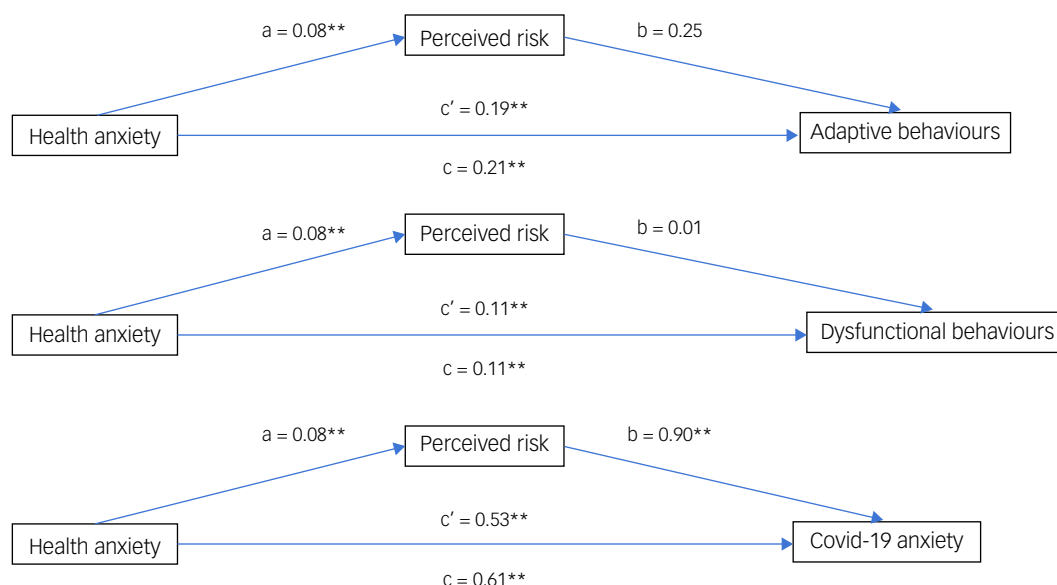 a = 0.08**
Perceived risk
b = 0.25
Health anxiety
c′ = 0.19**
Adaptive behaviours
c = 0.21**
a = 0.08**
Perceived risk
b = 0.01
Health anxiety
c′ = 0.11**
Dysfunctional behaviours
c = 0.11**
a = 0.08**
Perceived risk
b = 0.90**
Health anxiety
c′ = 0.53**
Covid-19 anxiety
c = 0.61**